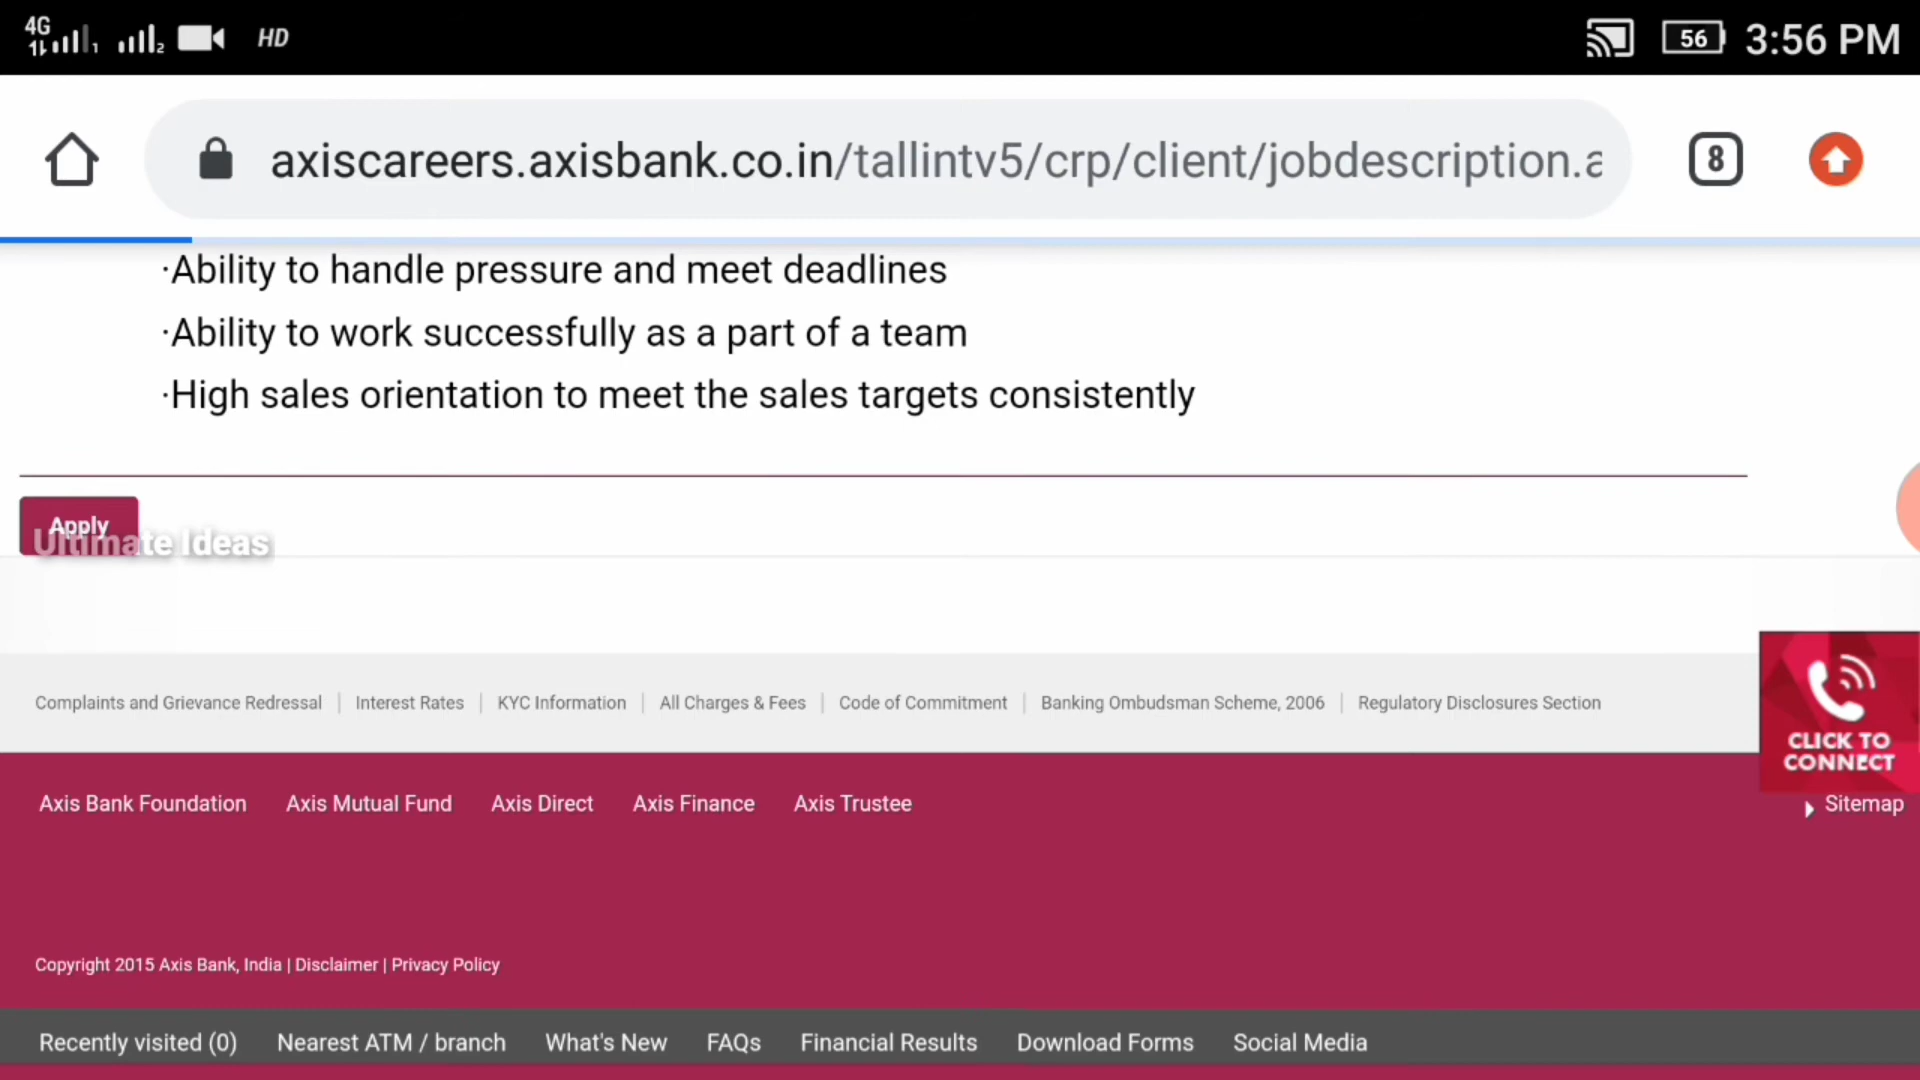 4G 1 2 HD 56 3:56 PM
axiscareers.axisbank.co.in/tallintv5/crp/client/jobdescription.a 8
·Ability to handle pressure and meet deadlines
·Ability to work successfully as a part of a team
·High sales orientation to meet the sales targets consistently
Apply
Ultimate Ideas
Complaints and Grievance Redressal | Interest Rates | KYC Information | All Charges & Fees | Code of Commitment | Banking Ombudsman Scheme, 2006 | Regulatory Disclosures Section
CLICK TO
CONNECT
Axis Bank Foundation Axis Mutual Fund Axis Direct Axis Finance Axis Trustee Sitemap
Copyright 2015 Axis Bank, India | Disclaimer | Privacy Policy
Recently visited (0) Nearest ATM / branch What's New FAQs Financial Results Download Forms Social Media